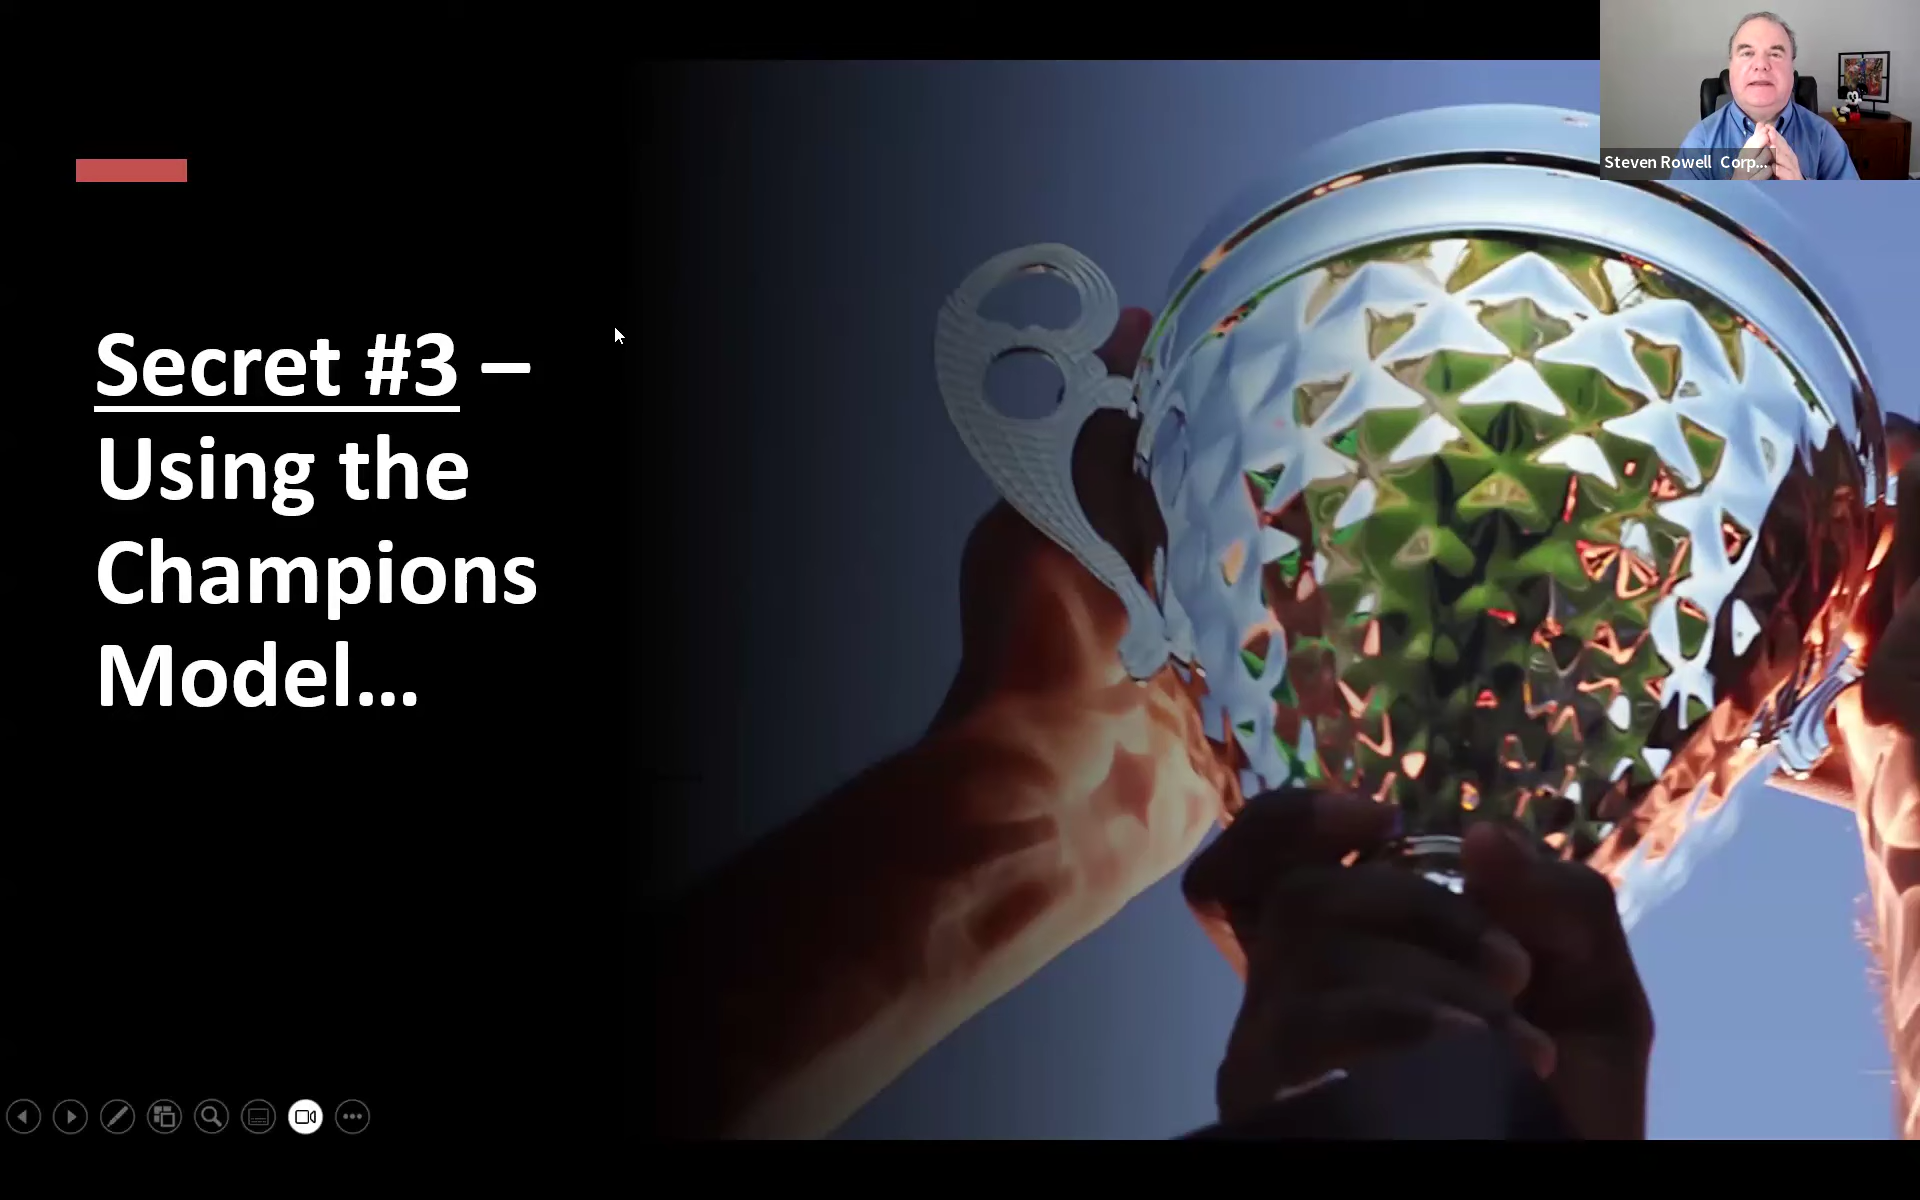 Steven Rowell Corp...
Secret #3 –
Using the
Champions
Model...